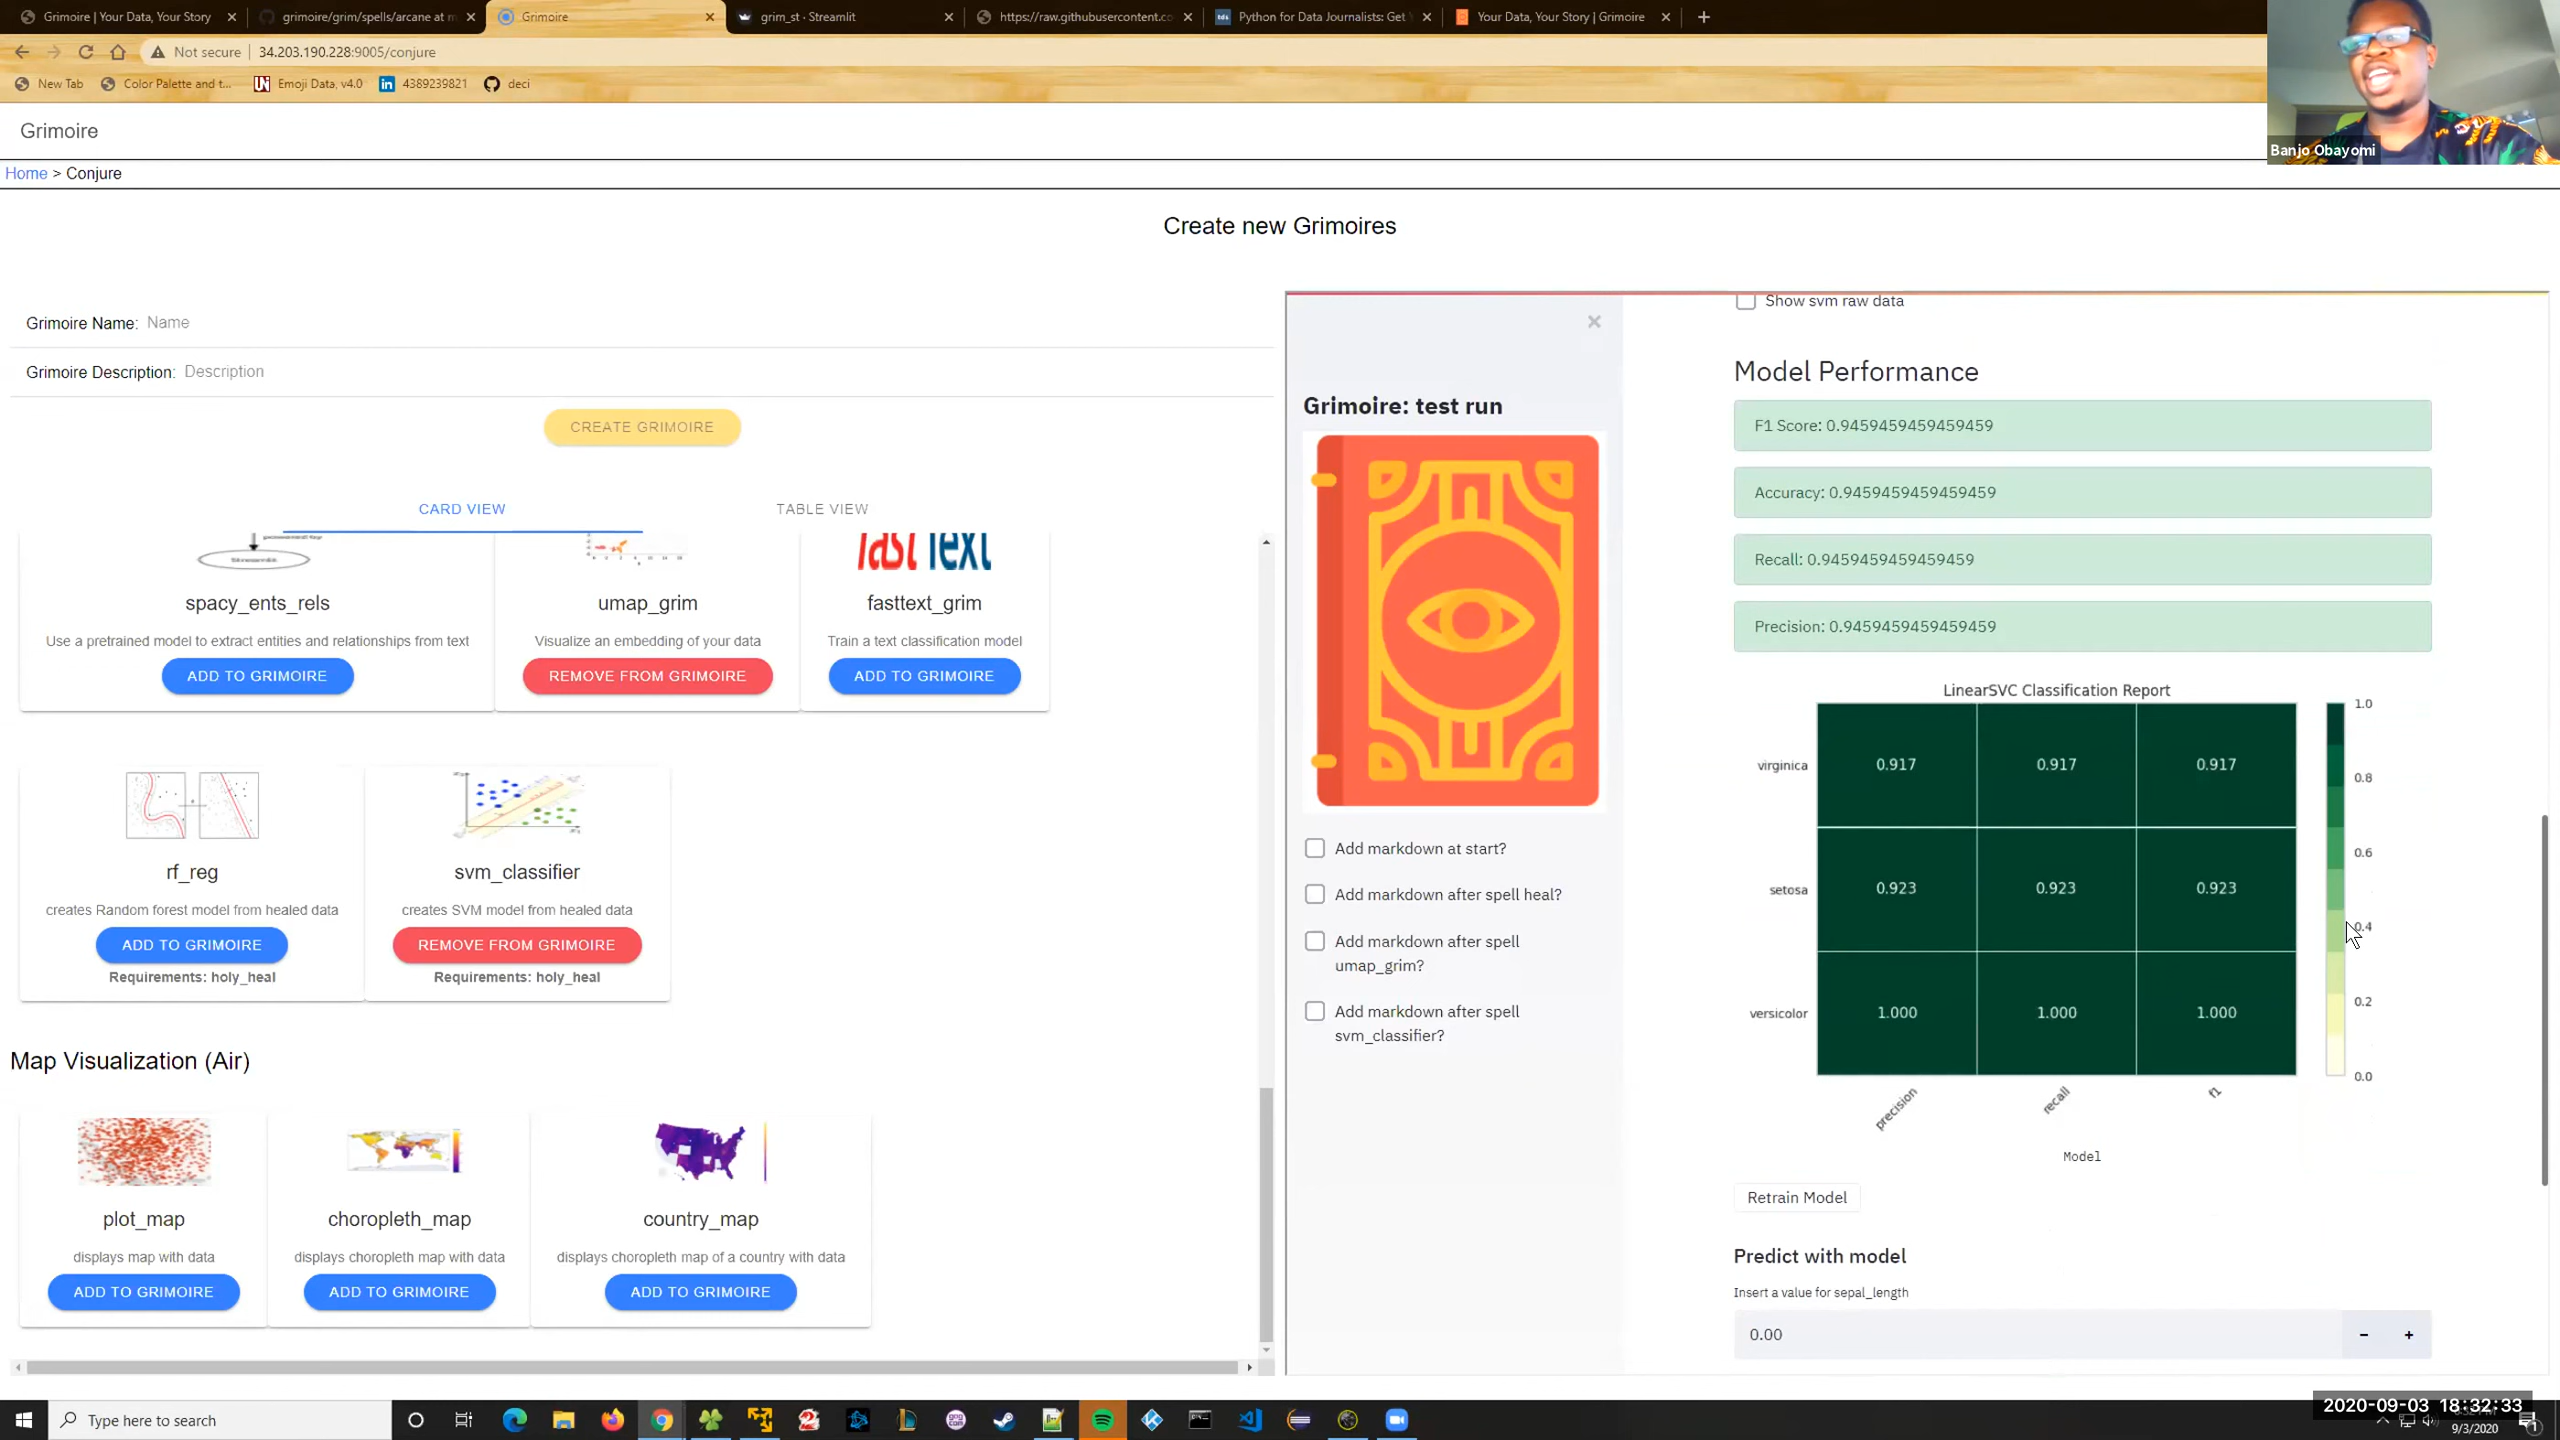 Grimoire | Your Data, Your Story
grimoire/grim/spells/arcane at m
Grimoire
grim_st · Streamlit
https://raw.githubusercontent.co
Python for Data Journalists: Get
Your Data, Your Story | Grimoire
Not secure
34.203.190.228:9005/conjure
New Tab
Color Palette and t...
Emoji Data, v4.0
4389239821
deci
Banjo Obayomi
Grimoire
Home > Conjure
Create new Grimoires
Grimoire Name: Name
Grimoire Description: Description
CREATE GRIMOIRE
CARD VIEW
TABLE VIEW
Streamlit
fast Text
spacy_ents_rels
umap_grim
fasttext_grim
Use a pretrained model to extract entities and relationships from text
Visualize an embedding of your data
Train a text classification model
ADD TO GRIMOIRE
REMOVE FROM GRIMOIRE
ADD TO GRIMOIRE
rf_reg
svm_classifier
creates Random forest model from healed data
creates SVM model from healed data
ADD TO GRIMOIRE
REMOVE FROM GRIMOIRE
Requirements: holy_heal
Requirements: holy_heal
Map Visualization (Air)
plot_map
choropleth_map
country_map
displays map with data
displays choropleth map with data
displays choropleth map of a country with data
ADD TO GRIMOIRE
ADD TO GRIMOIRE
ADD TO GRIMOIRE
Grimoire: test run
Add markdown at start?
Add markdown after spell heal?
Add markdown after spell
umap_grim?
Add markdown after spell
svm_classifier?
Show svm raw data
Model Performance
F1 Score: 0.9459459459459459
Accuracy: 0.9459459459459459
Recall: 0.9459459459459459
Precision: 0.9459459459459459
LinearSVC Classification Report
virginica
0.917
0.917
0.917
setosa
0.923
0.923
0.923
versicolor
1.000
1.000
1.000
precision
recall
f1
1.0
0.8
0.6
0.4
0.2
0.0
Model
Retrain Model
Predict with model
Insert a value for sepal_length
0.00
- +
Type here to search
2020-09-03 18:32:33
9/3/2020